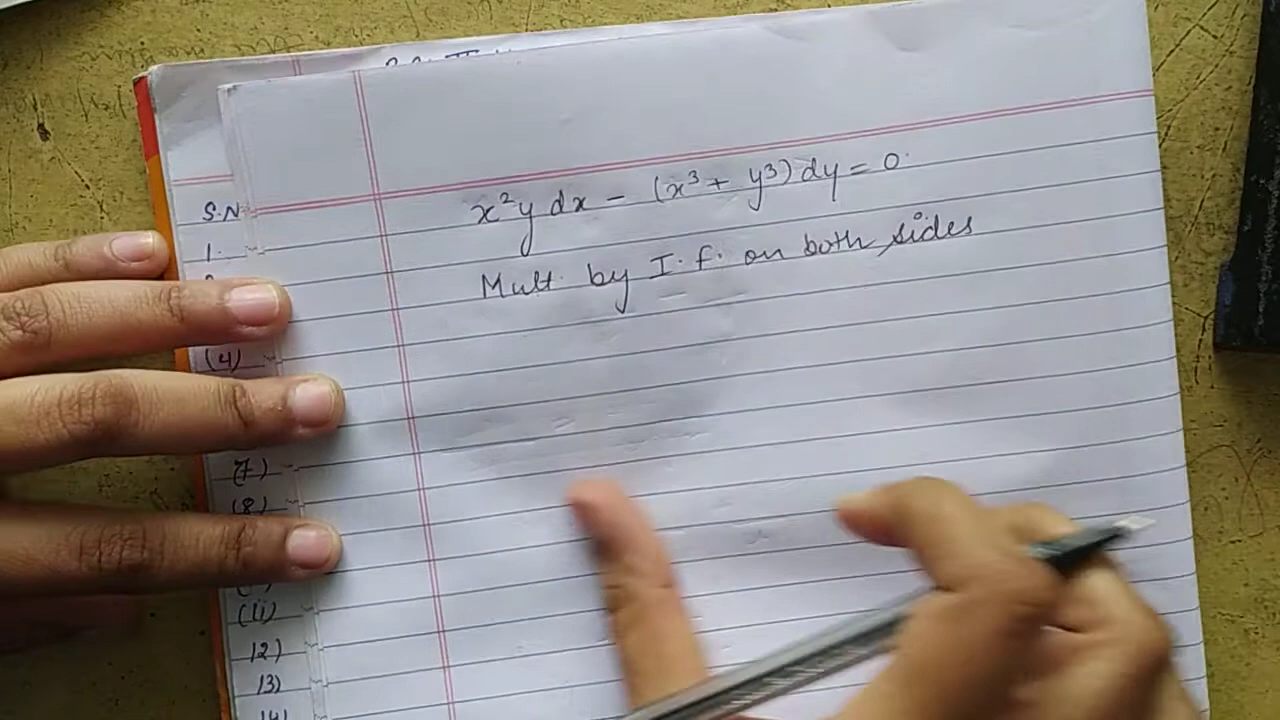 x²y dx - (x³ + y³) dy = 0.
Mult. by I.f. on both sides
S.N
1.
(4)
(7)
(8)
(11)
12)
13)